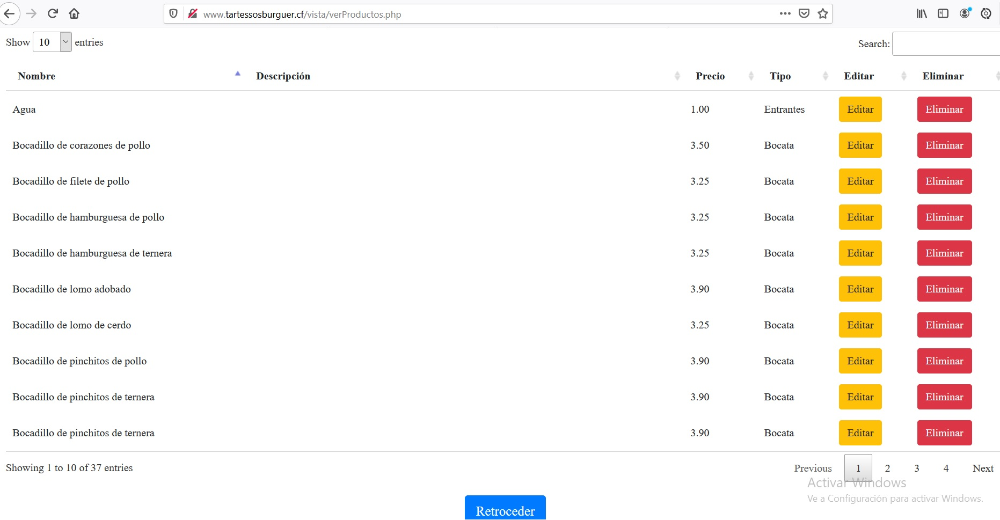 www.tartessosburguer.cf/vista/verProductos.php
Show 10 entries
Search:
Nombre Descripción Precio Tipo Editar Eliminar
Agua 1.00 Entrantes Editar Eliminar
Bocadillo de corazones de pollo 3.50 Bocata Editar Eliminar
Bocadillo de filete de pollo 3.25 Bocata Editar Eliminar
Bocadillo de hamburguesa de pollo 3.25 Bocata Editar Eliminar
Bocadillo de hamburguesa de ternera 3.25 Bocata Editar Eliminar
Bocadillo de lomo adobado 3.90 Bocata Editar Eliminar
Bocadillo de lomo de cerdo 3.25 Bocata Editar Eliminar
Bocadillo de pinchitos de pollo 3.90 Bocata Editar Eliminar
Bocadillo de pinchitos de ternera 3.90 Bocata Editar Eliminar
Bocadillo de pinchitos de ternera 3.90 Bocata Editar Eliminar
Showing 1 to 10 of 37 entries Previous 1 2 3 4 Next
Activar Windows
Ve a Configuración para activar Windows.
Retroceder